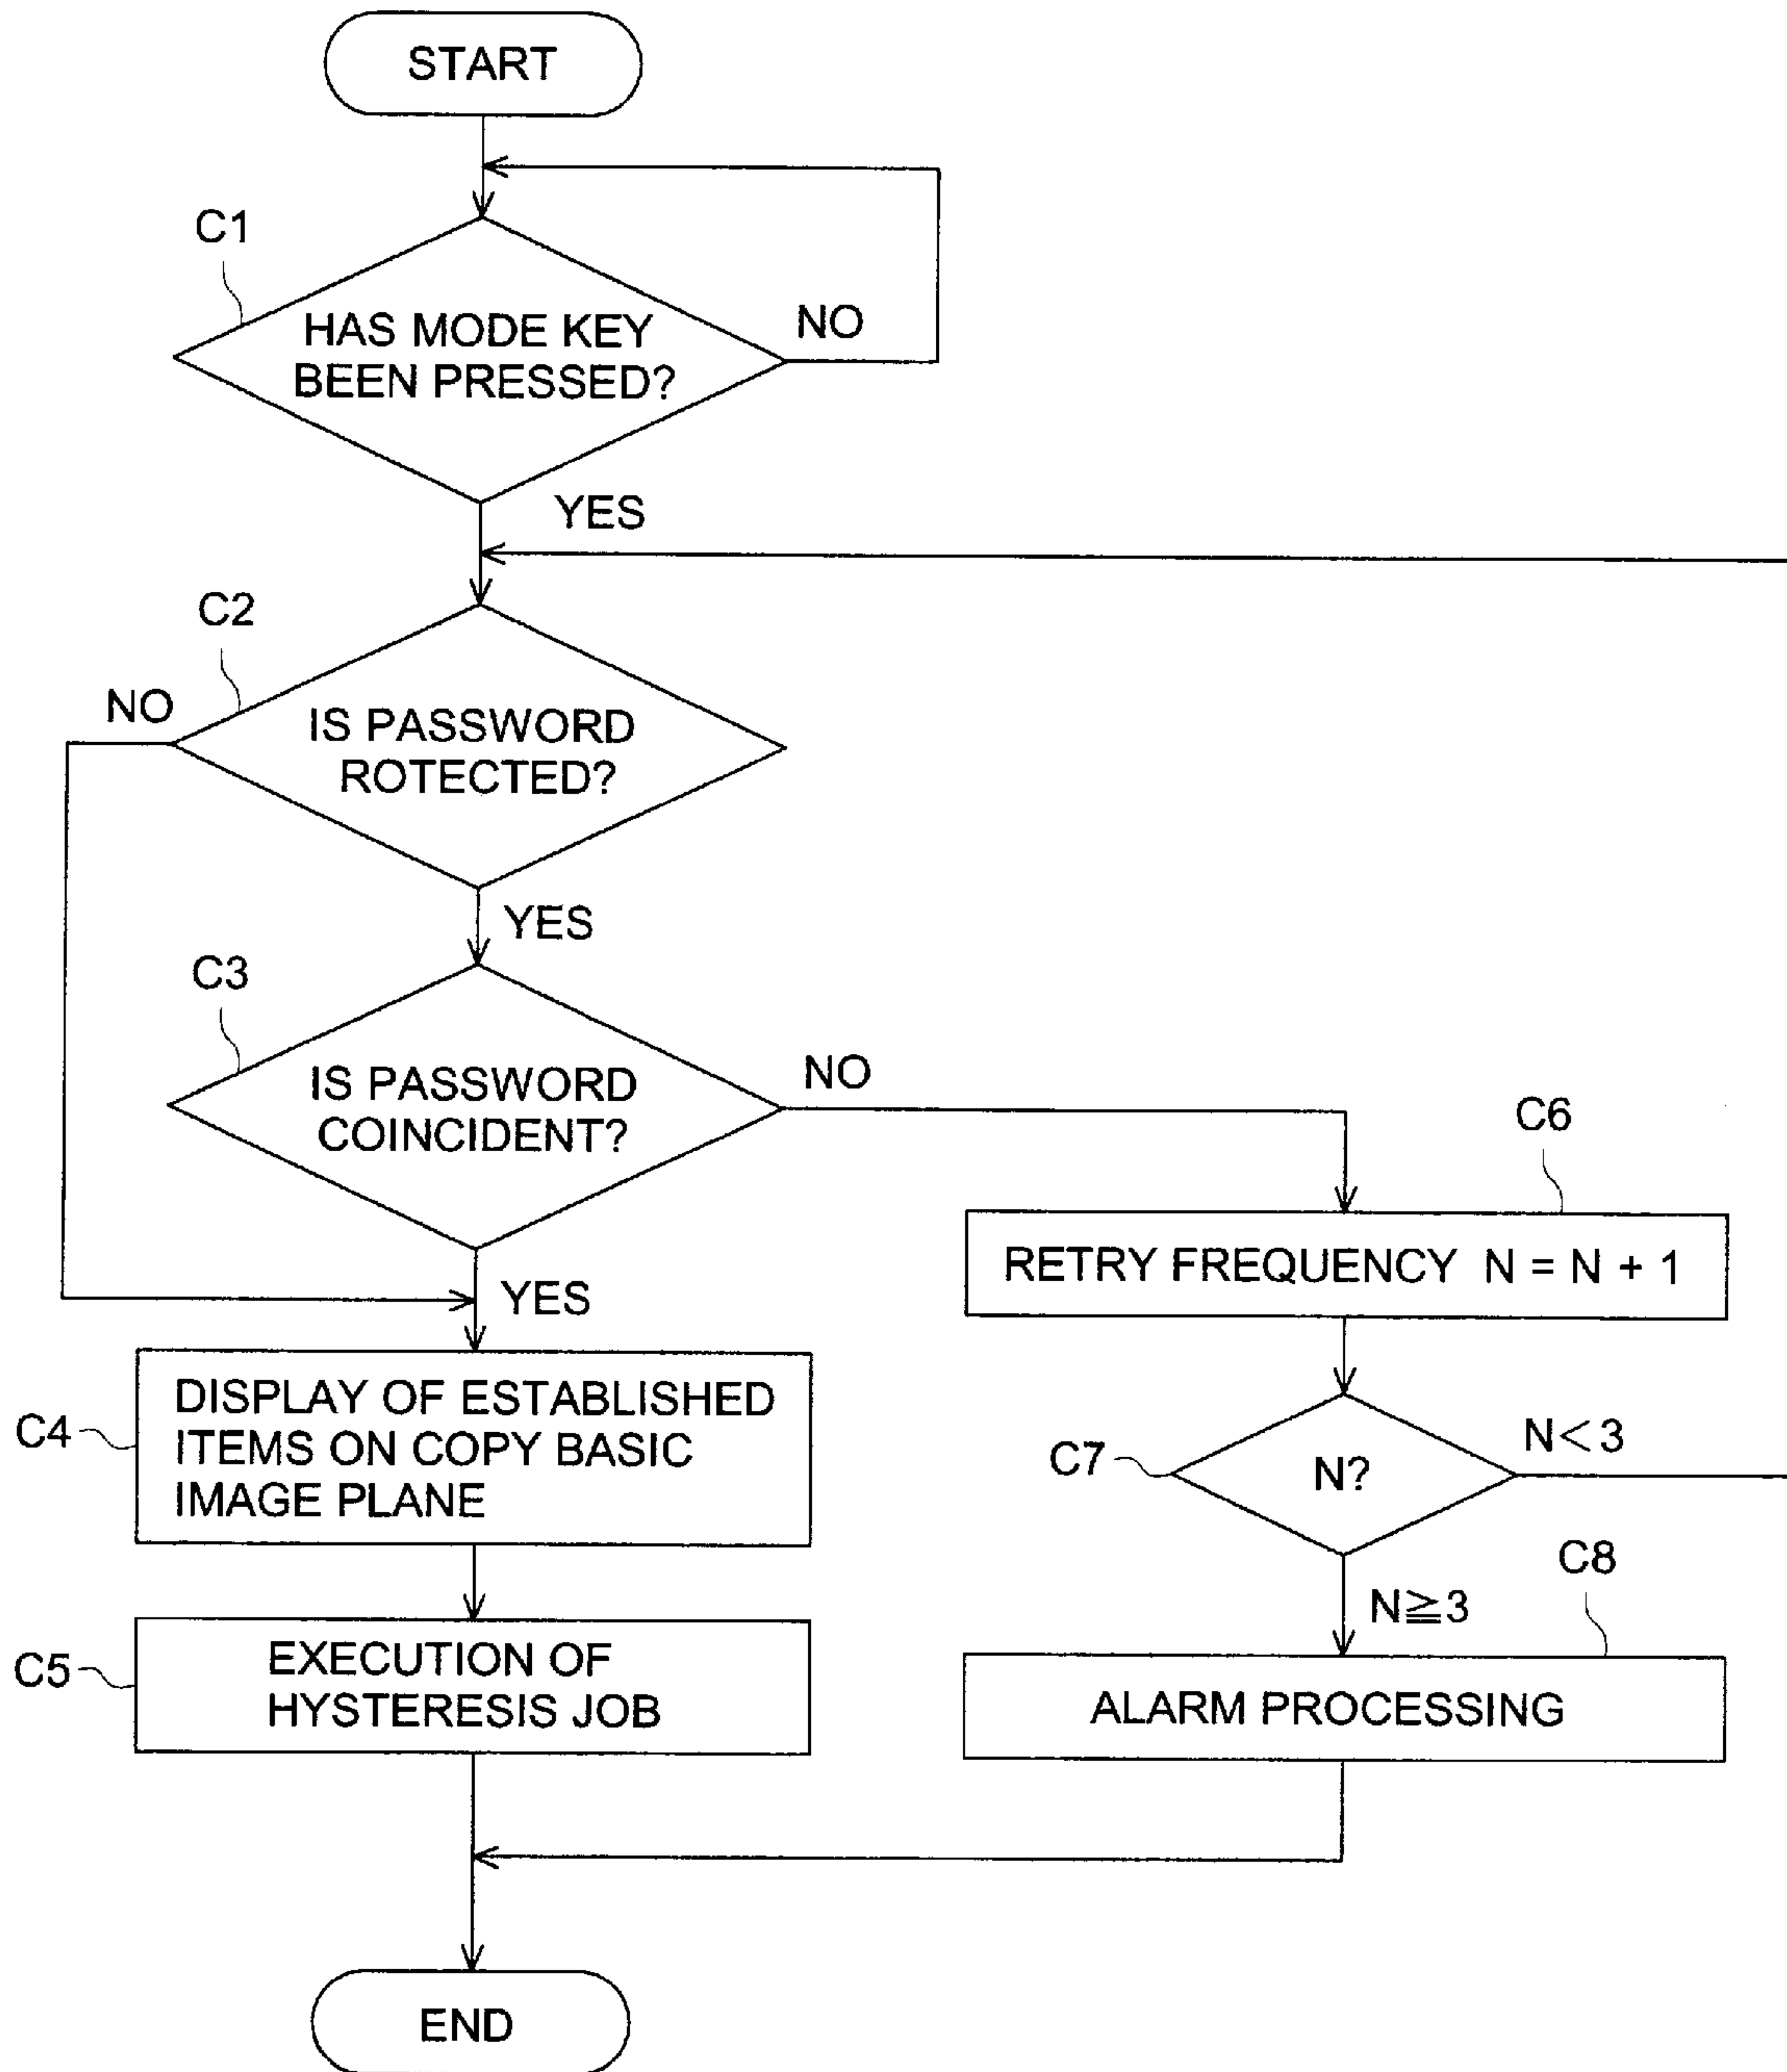 START
C1
HAS MODE KEY
BEEN PRESSED?
NO
YES
C2
NO
IS PASSWORD
ROTECTED?
YES
C3
IS PASSWORD
COINCIDENT?
NO
YES
C6
RETRY FREQUENCY N = N + 1
C4
DISPLAY OF ESTABLISHED
ITEMS ON COPY BASIC
IMAGE PLANE
C7
N?
N<3
N≧3
C8
C5
EXECUTION OF
HYSTERESIS JOB
ALARM PROCESSING
END